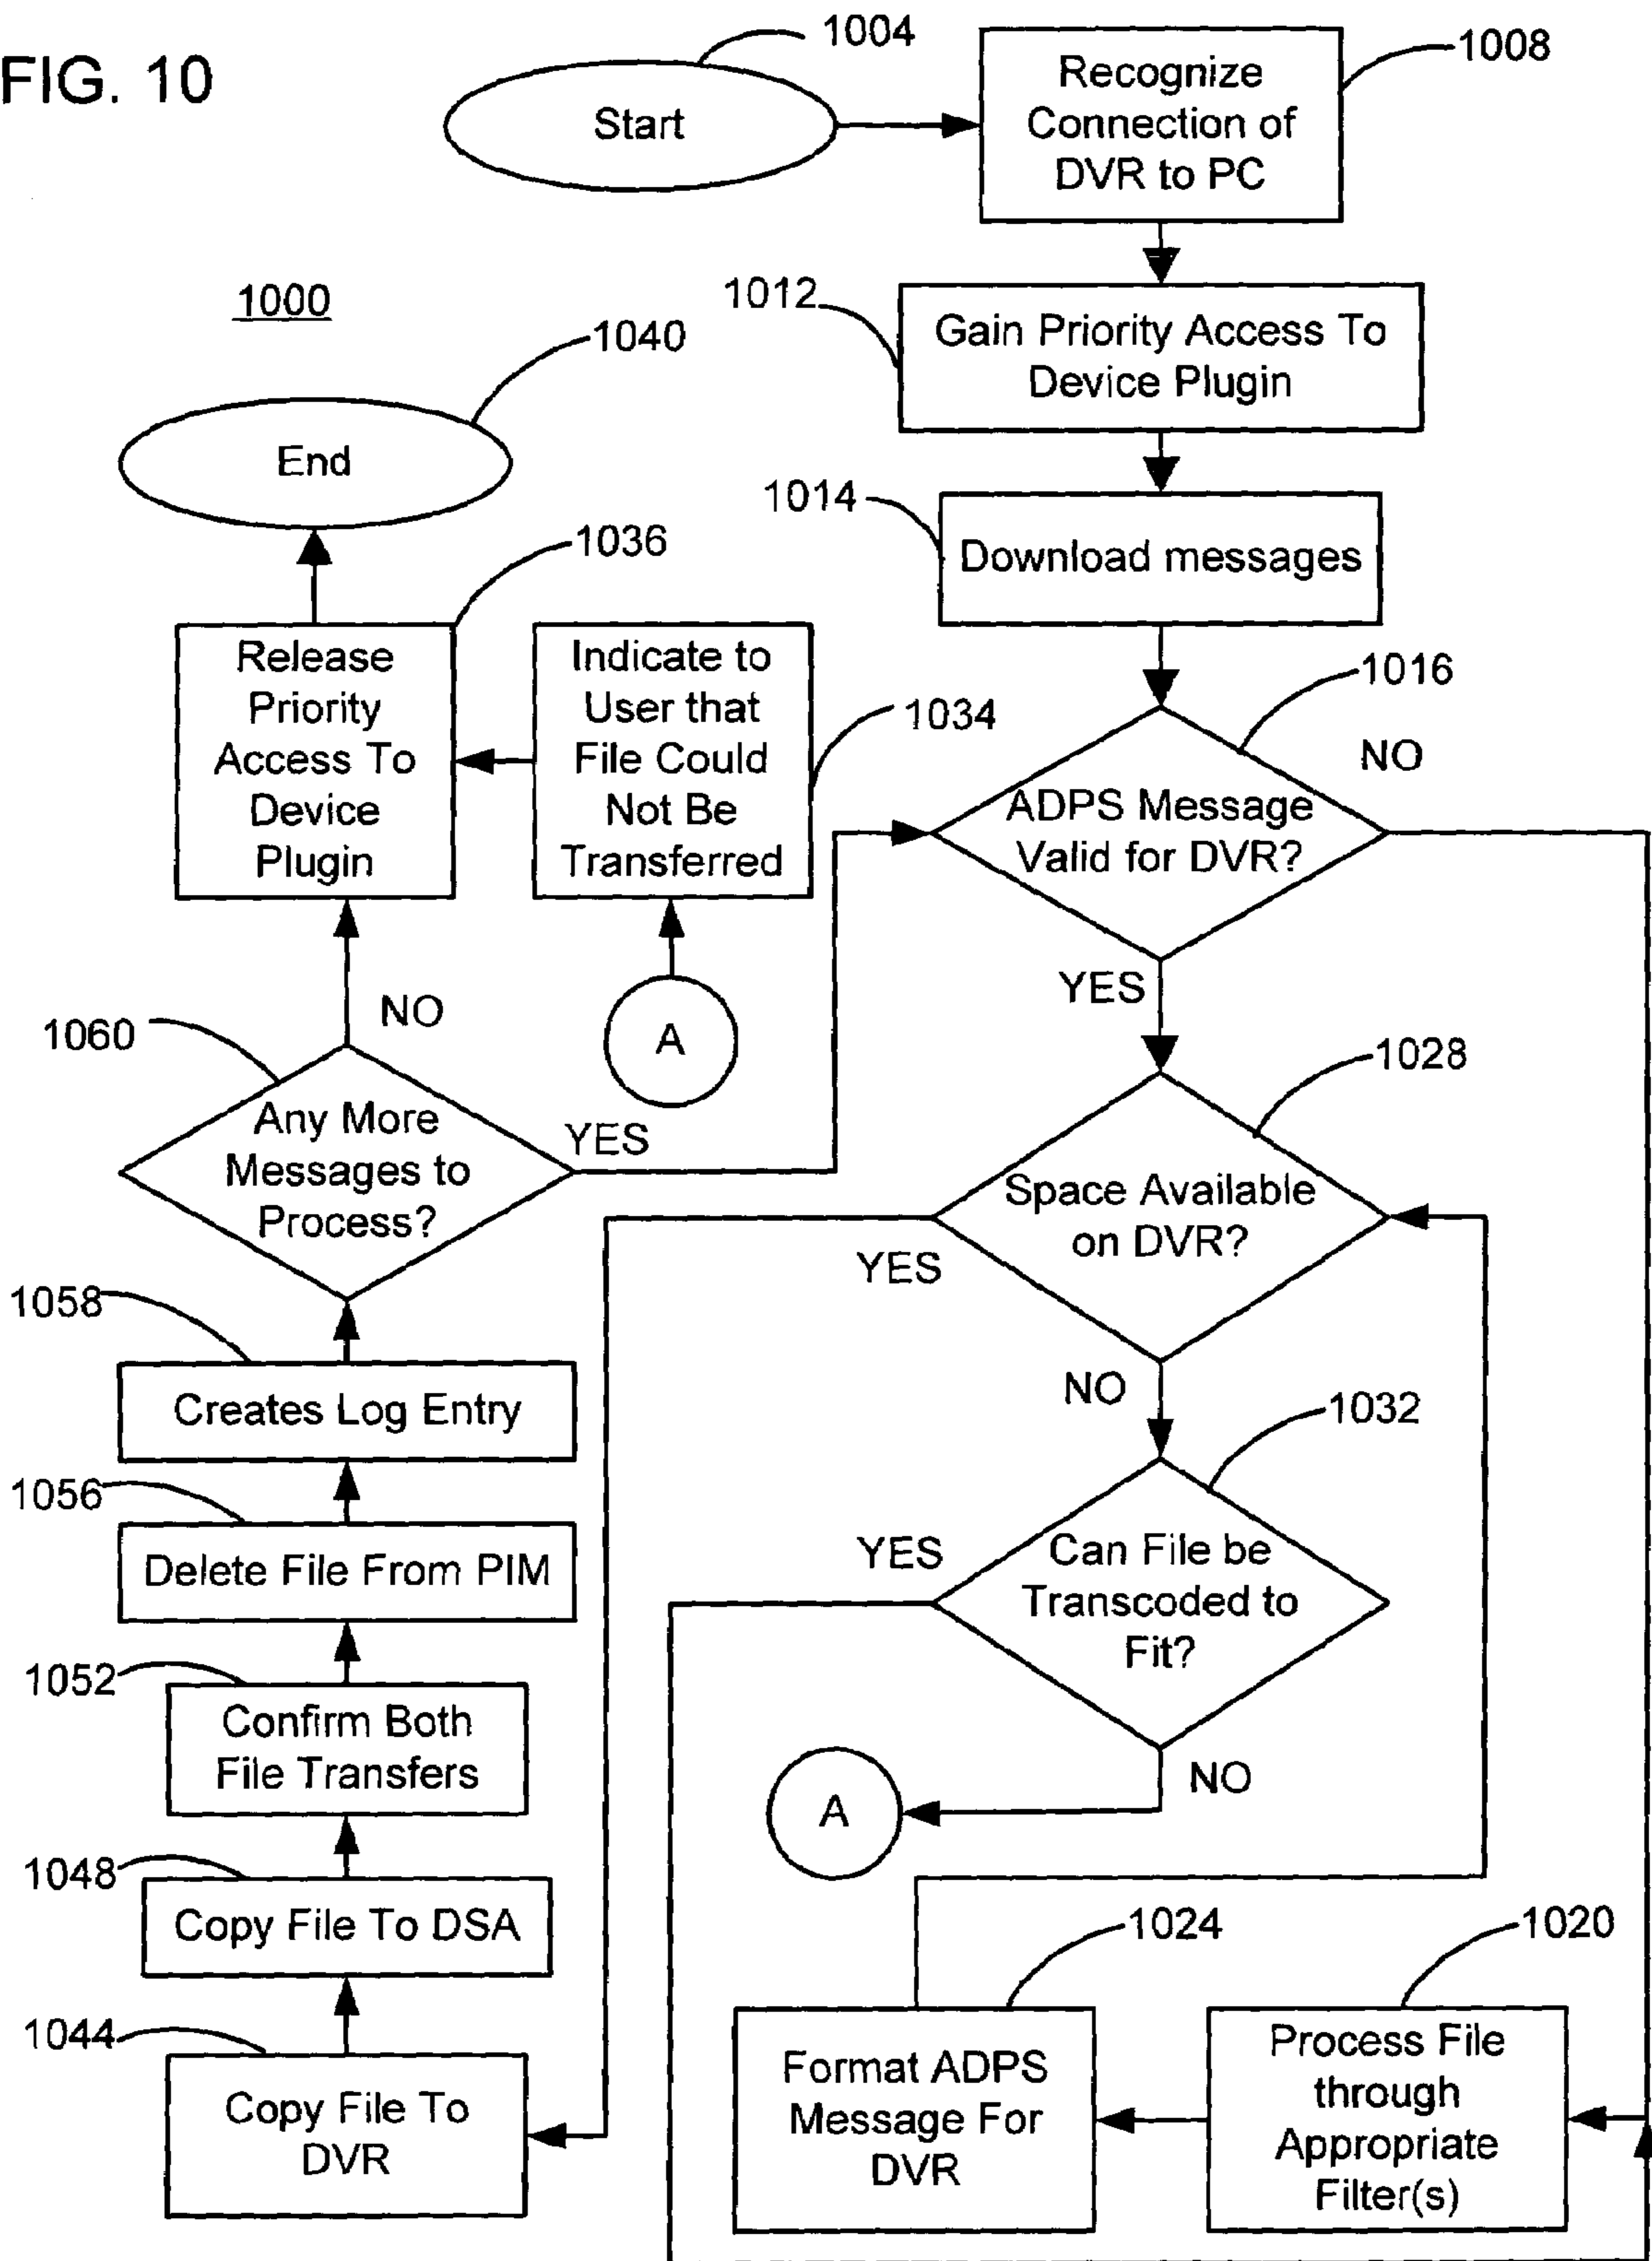 FIG. 10
1004
Start
1008
Recognize
Connection of
DVR to PC
1000
1012
Gain Priority Access To
Device Plugin
1040
End
1014
Download messages
1036
Release
Priority
Access To
Device
Plugin
Indicate to
User that
File Could
Not Be
Transferred
1034
1016
NO
ADPS Message
Valid for DVR?
YES
A
NO
1060
Any More
Messages to
Process?
YES
1028
Space Available
on DVR?
YES
NO
1058
Creates Log Entry
1032
Can File be
Transcoded to
Fit?
YES
NO
A
1056
Delete File From PIM
1052
Confirm Both
File Transfers
1048
Copy File To DSA
1044
Copy File To
DVR
1024
Format ADPS
Message For
DVR
1020
Process File
through
Appropriate
Filter(s)